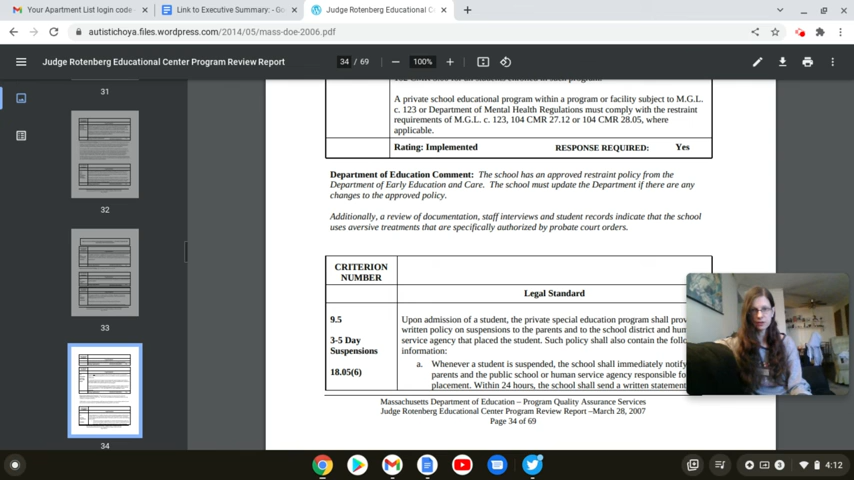 Your Apartment List login code -
Link to Executive Summary: - Go
Judge Rotenberg Educational C
autistichoya.files.wordpress.com/2014/05/mass-doe-2006.pdf
Judge Rotenberg Educational Center Program Review Report
34 / 69
100%
31
32
33
34
A private school educational program within a program or facility subject to M.G.L.
c. 123 or Department of Mental Health Regulations must comply with the restraint
requirements of M.G.L. c. 123, 104 CMR 27.12 or 104 CMR 28.05, where
applicable.
Rating: Implemented RESPONSE REQUIRED: Yes
Department of Education Comment: The school has an approved restraint policy from the
Department of Early Education and Care. The school must update the Department if there are any
changes to the approved policy.
Additionally, a review of documentation, staff interviews and student records indicate that the school
uses aversive treatments that are specifically authorized by probate court orders.
CRITERION
NUMBER
Legal Standard
9.5
3-5 Day
Suspensions
18.05(6)
Upon admission of a student, the private special education program shall prov
written policy on suspensions to the parents and to the school district and hum
service agency that placed the student. Such policy shall also contain the follo
information:
a. Whenever a student is suspended, the school shall immediately notify
parents and the public school or human service agency responsible fo
placement. Within 24 hours, the school shall send a written statement
Massachusetts Department of Education – Program Quality Assurance Services
Judge Rotenberg Educational Center Program Review Report –March 28, 2007
Page 34 of 69
3
4:12